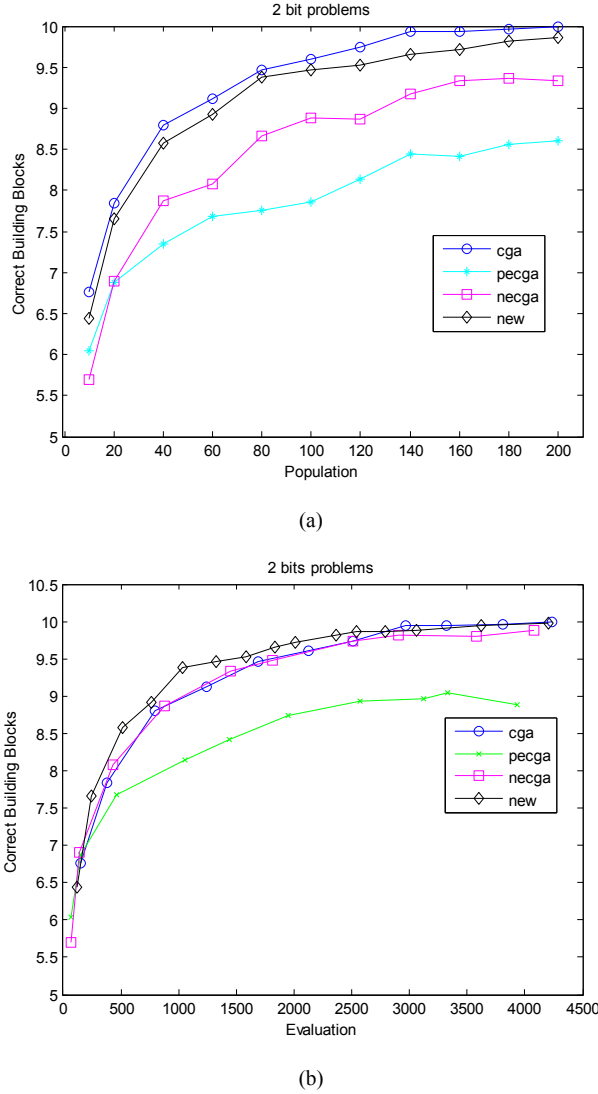 2 bit problems
10
9.5
9
8.5
8
7.5
7
6.5
6
5.5
5
Correct Building Blocks
cga
pecga
necga
new
0 20 40 60 80 100 120 140 160 180 200
Population
(a)
2 bits problems
10.5
10
9.5
9
8.5
8
7.5
7
6.5
6
5.5
5
Correct Building Blocks
cga
pecga
necga
new
0 500 1000 1500 2000 2500 3000 3500 4000 4500
Evaluation
(b)